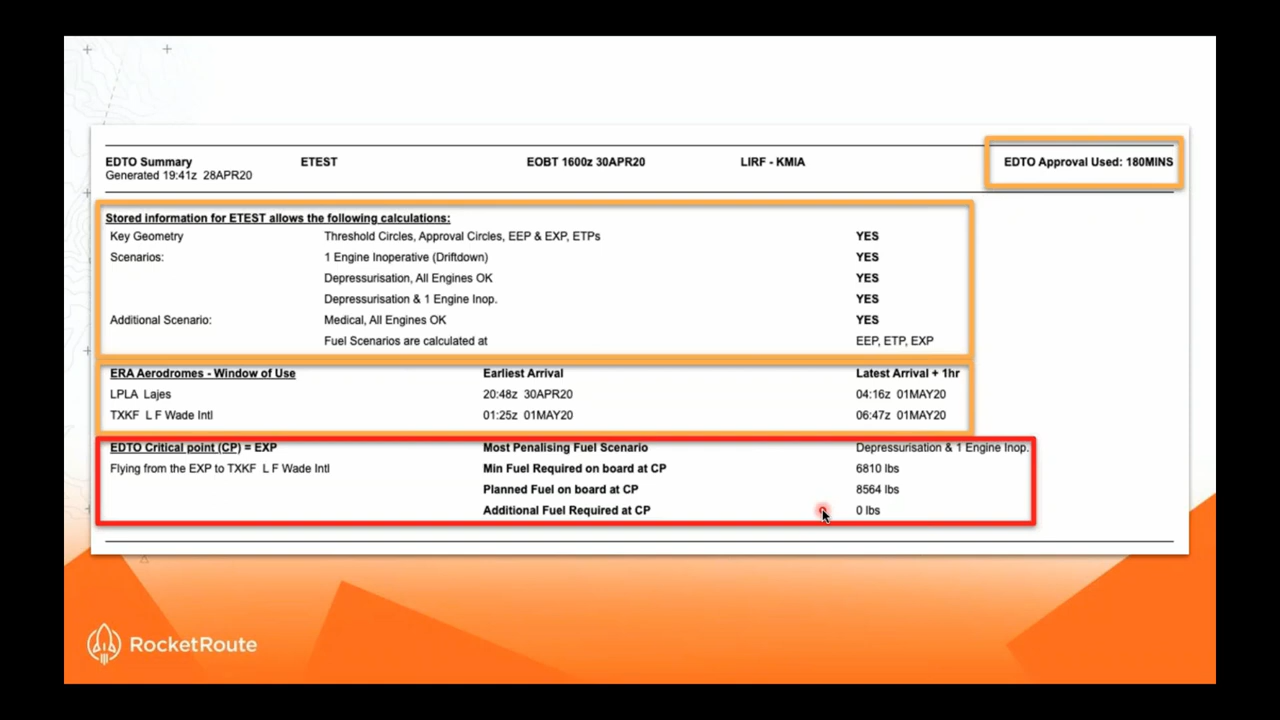 EDTO Summary ETEST EOBT 1600z 30APR20 LIRF - KMIA EDTO Approval Used: 180MINS
Generated 19:41z 28APR20
Stored information for ETEST allows the following calculations:
Key Geometry Threshold Circles, Approval Circles, EEP & EXP, ETPs YES
Scenarios: 1 Engine Inoperative (Driftdown) YES
Depressurisation, All Engines OK YES
Depressurisation & 1 Engine Inop. YES
Additional Scenario: Medical, All Engines OK YES
Fuel Scenarios are calculated at EEP, ETP, EXP
ERA Aerodromes - Window of Use Earliest Arrival Latest Arrival + 1hr
LPLA Lajes 20:48z 30APR20 04:16z 01MAY20
TXKF L F Wade Intl 01:25z 01MAY20 06:47z 01MAY20
EDTO Critical point (CP) = EXP Most Penalising Fuel Scenario Depressurisation & 1 Engine Inop.
Flying from the EXP to TXKF L F Wade Intl Min Fuel Required on board at CP 6810 lbs
Planned Fuel on board at CP 8564 lbs
Additional Fuel Required at CP 0 lbs
RocketRoute